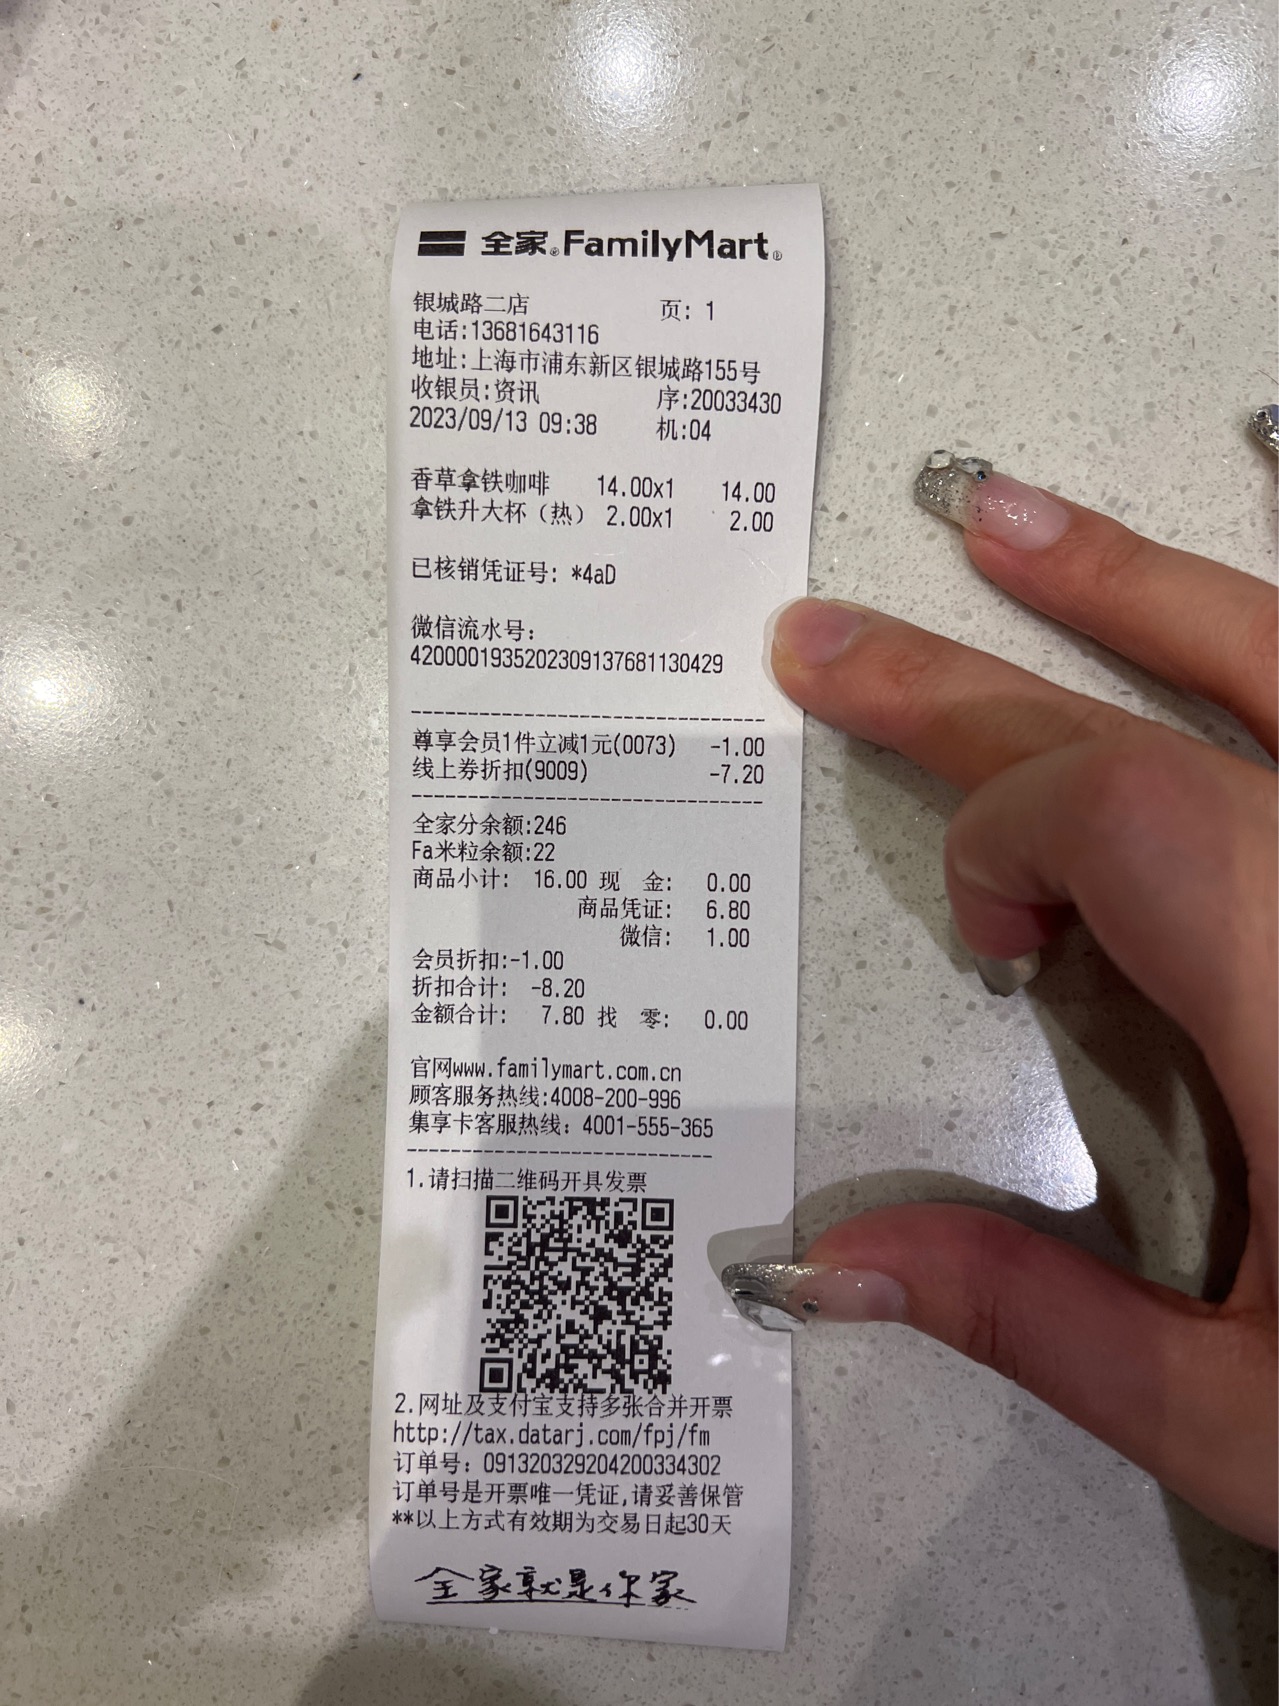 全家®FamilyMart®
银城路二店 页: 1
电话:13681643116
地址:上海市浦东新区银城路155号
收银员:资讯 序:20033430
2023/09/13 09:38 机:04
香草拿铁咖啡 14.00x1 14.00
拿铁升大杯（热） 2.00x1 2.00
已核销凭证号: *4aD
微信流水号:
4200001935202309137681130429
尊享会员1件立减1元(0073) -1.00
线上券折扣(9009) -7.20
全家分余额:246
Fa米粒余额:22
商品小计: 16.00 现 金: 0.00
商品凭证: 6.80
微信: 1.00
会员折扣:-1.00
折扣合计: -8.20
金额合计: 7.80 找 零: 0.00
官网www.familymart.com.cn
顾客服务热线:4008-200-996
集享卡客服热线: 4001-555-365
1.请扫描二维码开具发票
2.网址及支付宝支持多张合并开票
http://tax.datarj.com/fpj/fm
订单号: 091320329204200334302
订单号是开票唯一凭证,请妥善保管
**以上方式有效期为交易日起30天
全家就是你家